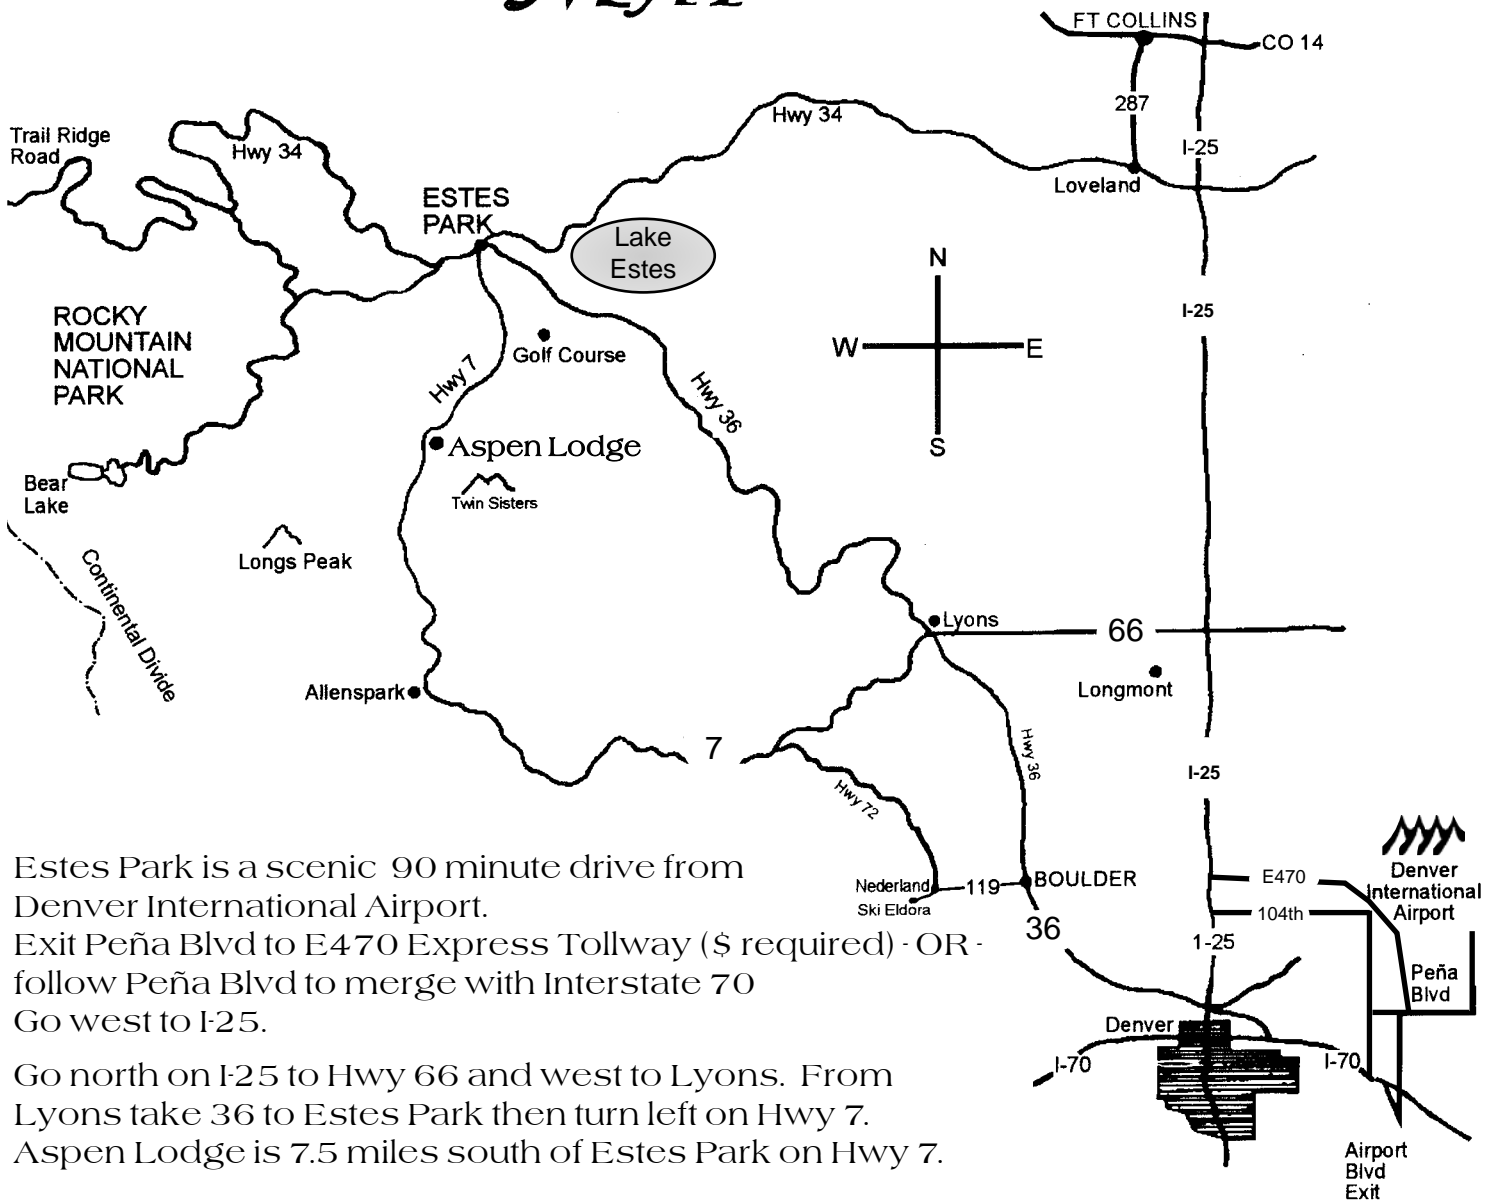 FT COLLINS
CO 14
287
I-25
Hwy 34
Loveland
Trail Ridge
Road
Hwy 34
ESTES
PARK
Lake
Estes
N
W
E
S
I-25
ROCKY
MOUNTAIN
NATIONAL
PARK
Golf Course
Hwy 7
Hwy 36
Aspen Lodge
Twin Sisters
Bear
Lake
Longs Peak
Continental Divide
Lyons
66
Longmont
Allenspark
7
Hwy 36
I-25
Hwy 72
Nederland
119
BOULDER
Ski Eldora
36
E470
104th
1-25
Denver
International
Airport
Peña
Blvd
Denver
I-70
I-70
Airport
Blvd
Exit
Estes Park is a scenic 90 minute drive from
Denver International Airport.
Exit Peña Blvd to E470 Express Tollway ($ required) - OR -
follow Peña Blvd to merge with Interstate 70
Go west to I-25.
Go north on I-25 to Hwy 66 and west to Lyons. From
Lyons take 36 to Estes Park then turn left on Hwy 7.
Aspen Lodge is 7.5 miles south of Estes Park on Hwy 7.